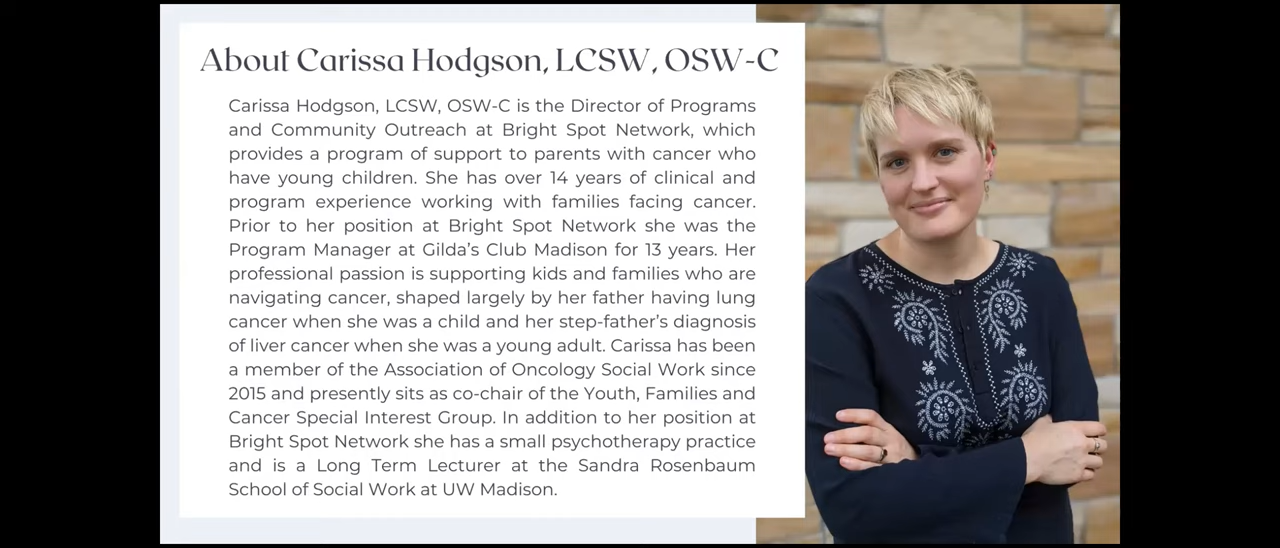 About Carissa Hodgson, LCSW, OSW-C
Carissa Hodgson, LCSW, OSW-C is the Director of Programs
and Community Outreach at Bright Spot Network, which
provides a program of support to parents with cancer who
have young children. She has over 14 years of clinical and
program experience working with families facing cancer.
Prior to her position at Bright Spot Network she was the
Program Manager at Gilda's Club Madison for 13 years. Her
professional passion is supporting kids and families who are
navigating cancer, shaped largely by her father having lung
cancer when she was a child and her step-father's diagnosis
of liver cancer when she was a young adult. Carissa has been
a member of the Association of Oncology Social Work since
2015 and presently sits as co-chair of the Youth, Families and
Cancer Special Interest Group. In addition to her position at
Bright Spot Network she has a small psychotherapy practice
and is a Long Term Lecturer at the Sandra Rosenbaum
School of Social Work at UW Madison.